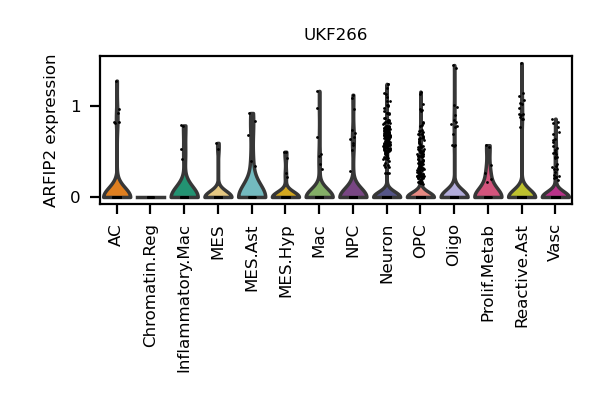 UKF266
ARFIP2 expression
1
0
AC
Chromatin.Reg
Inflammatory.Mac
MES
MES.Ast
MES.Hyp
Mac
NPC
Neuron
OPC
Oligo
Prolif.Metab
Reactive.Ast
Vasc